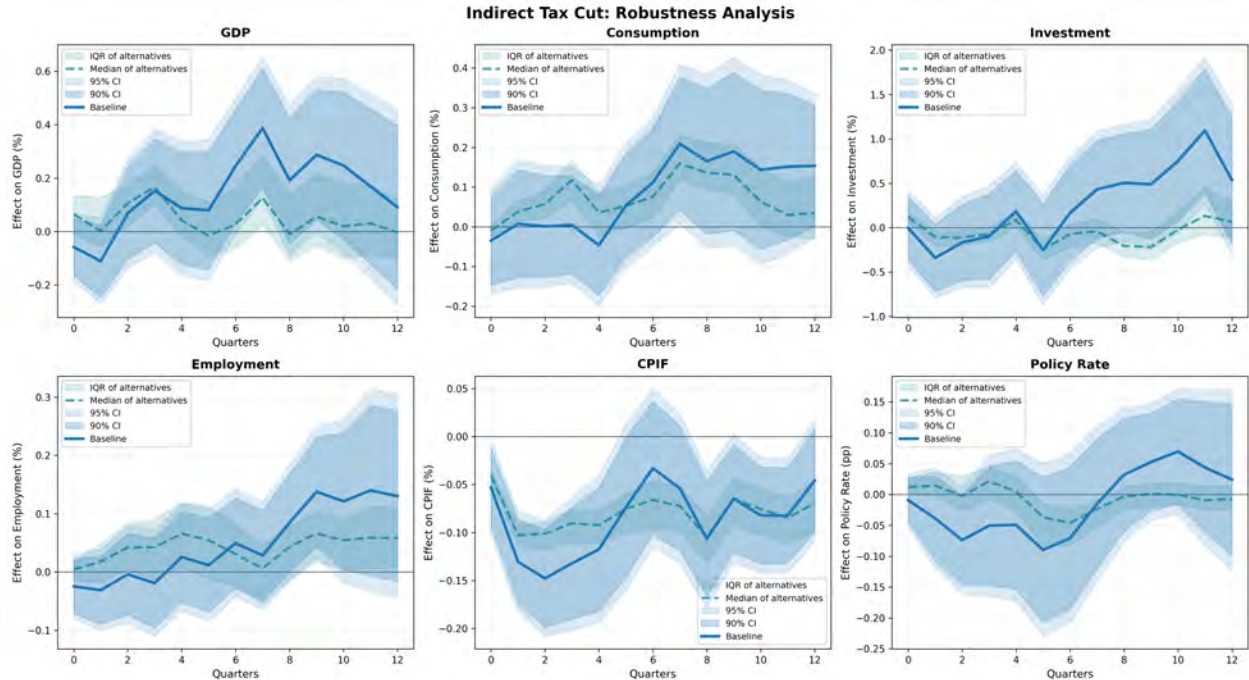 Indirect Tax Cut: Robustness Analysis
GDP
IQR of alternatives
Median of alternatives
95% CI
90% CI
Baseline
Effect on GDP (%)
0.6
0.4
0.2
0.0
−0.2
0 2 4 6 8 10 12
Quarters
Consumption
IQR of alternatives
Median of alternatives
95% CI
90% CI
Baseline
Effect on Consumption (%)
0.4
0.3
0.2
0.1
0.0
−0.1
−0.2
0 2 4 6 8 10 12
Quarters
Investment
IQR of alternatives
Median of alternatives
95% CI
90% CI
Baseline
Effect on Investment (%)
2.0
1.5
1.0
0.5
0.0
−0.5
−1.0
0 2 4 6 8 10 12
Quarters
Employment
IQR of alternatives
Median of alternatives
95% CI
90% CI
Baseline
Effect on Employment (%)
0.3
0.2
0.1
0.0
−0.1
0 2 4 6 8 10 12
Quarters
CPIF
Effect on CPIF (%)
0.05
0.00
−0.05
−0.10
−0.15
−0.20
IQR of alternatives
Median of alternatives
95% CI
90% CI
Baseline
0 2 4 6 8 10 12
Quarters
Policy Rate
IQR of alternatives
Median of alternatives
95% CI
90% CI
Baseline
Effect on Policy Rate (pp)
0.15
0.10
0.05
0.00
−0.05
−0.10
−0.15
−0.20
−0.25
0 2 4 6 8 10 12
Quarters